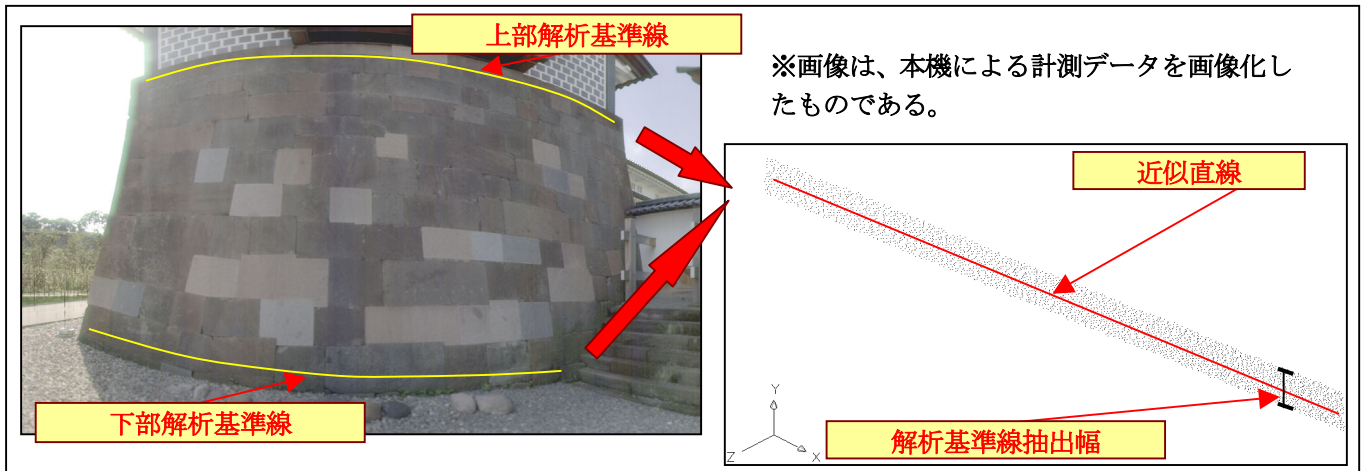 上部解析基準線
※画像は、本機による計測データを画像化し
たものである。
近似直線
下部解析基準線
解析基準線抽出幅
Y
Z
X